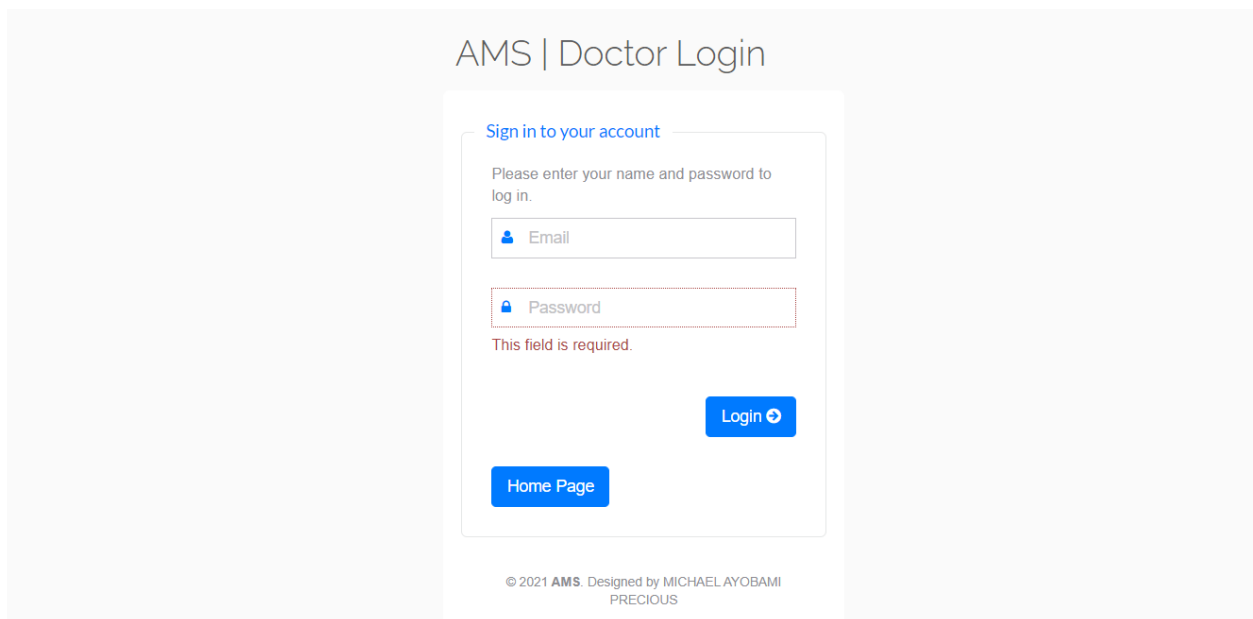 AMS | Doctor Login
Sign in to your account
Please enter your name and password to
log in.
Email
Password
This field is required.
Login
Home Page
© 2021 AMS. Designed by MICHAEL AYOBAMI
PRECIOUS